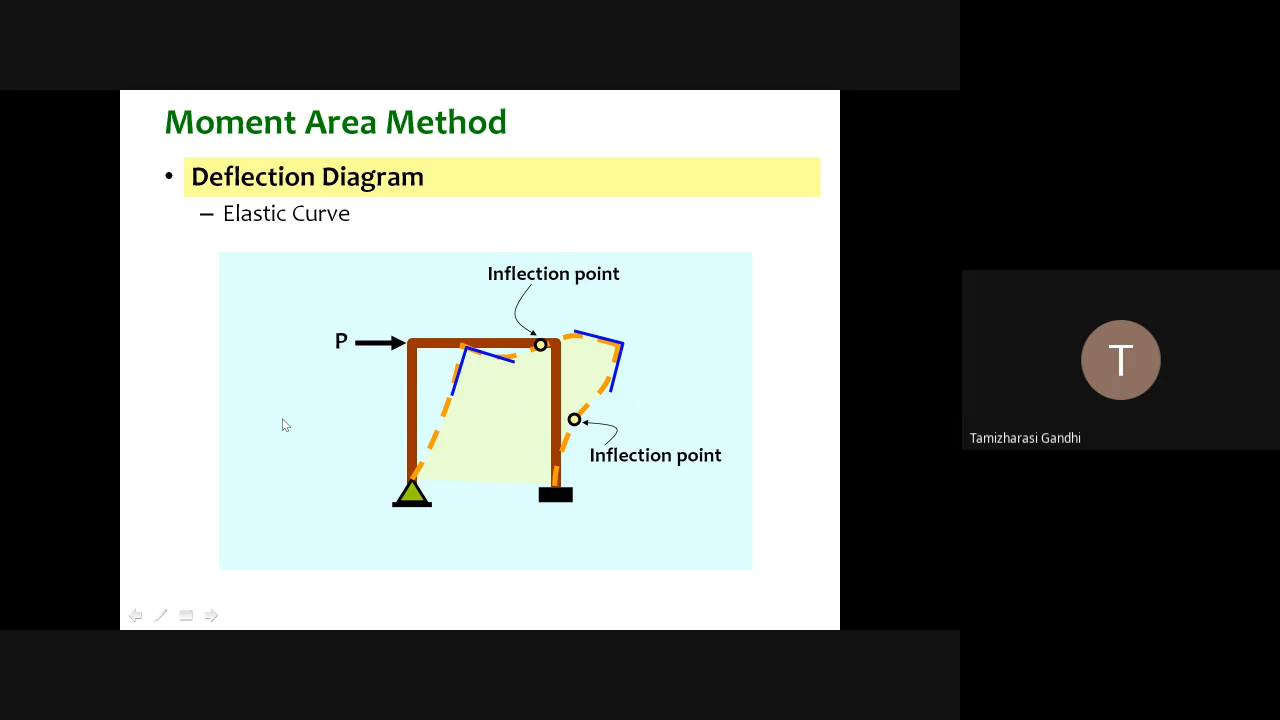 Moment Area Method
• Deflection Diagram
– Elastic Curve
Inflection point
P
Inflection point
T
Tamizharasi Gandhi